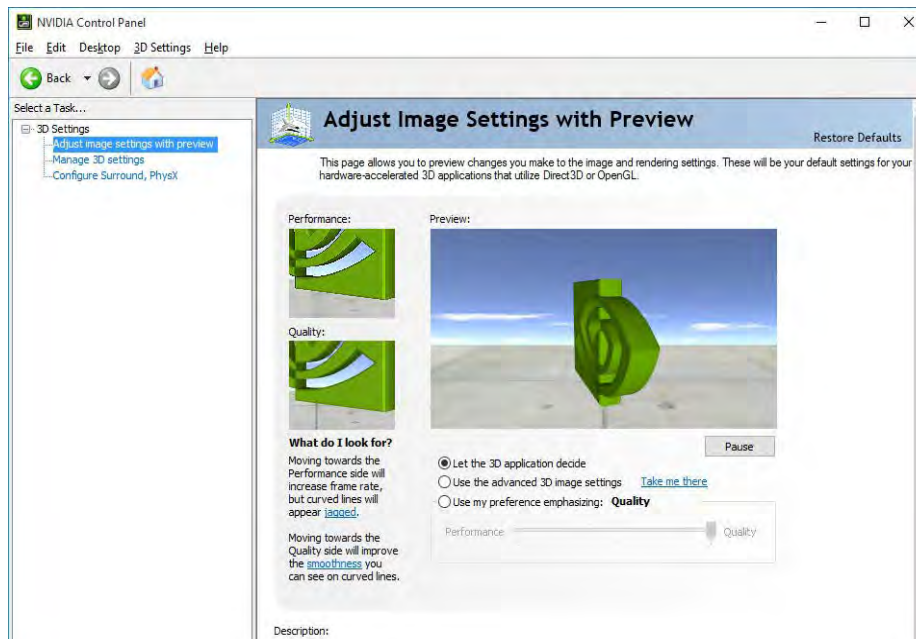 NVIDIA Control Panel
File Edit Desktop 3D Settings Help
Back
Select a Task...
3D Settings
Adjust image settings with preview
Manage 3D settings
Configure Surround, PhysX
Adjust Image Settings with Preview
Restore Defaults
This page allows you to preview changes you make to the image and rendering settings. These will be your default settings for your
hardware-accelerated 3D applications that utilize Direct3D or OpenGL.
Performance:
Preview:
Quality:
What do I look for?
Moving towards the
Performance side will
increase frame rate,
but curved lines will
appear jagged.
Moving towards the
Quality side will improve
the smoothness you
can see on curved lines.
Pause
Let the 3D application decide
Use the advanced 3D image settings Take me there
Use my preference emphasizing: Quality
Performance Quality
Description: